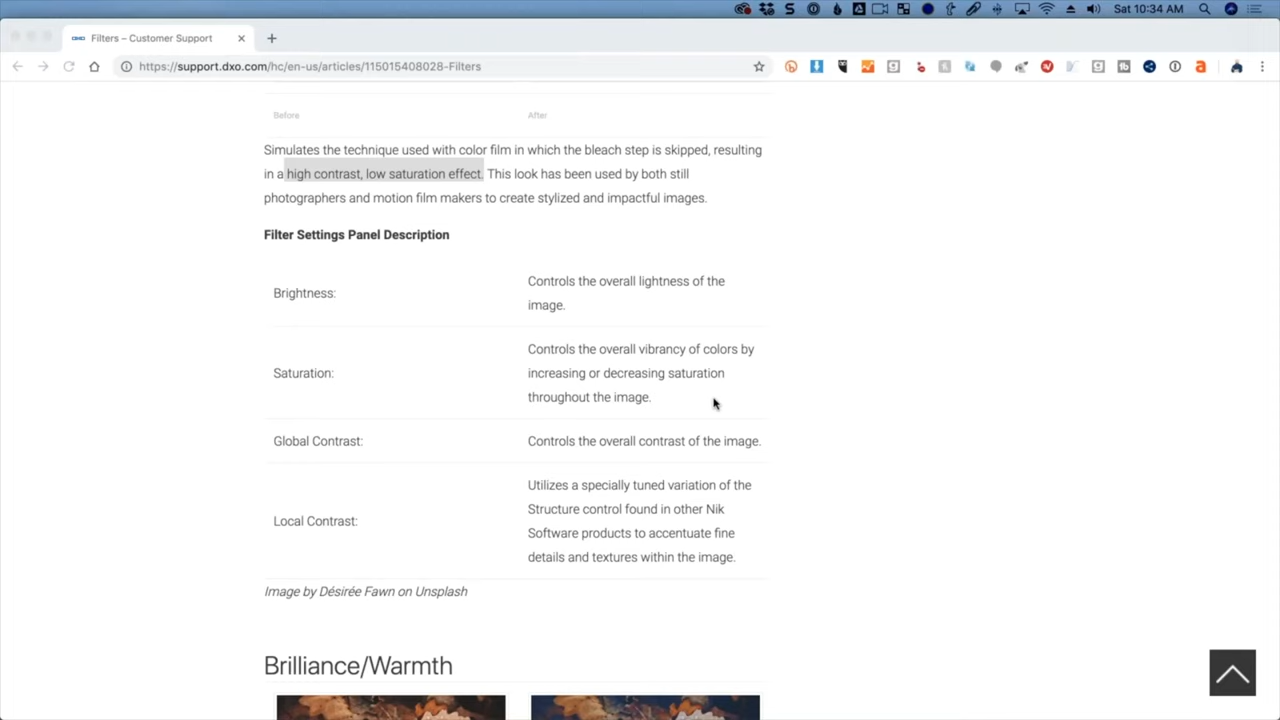 Sat 10:34 AM
DXO Filters – Customer Support
https://support.dxo.com/hc/en-us/articles/115015408028-Filters
Before After
Simulates the technique used with color film in which the bleach step is skipped, resulting
in a high contrast, low saturation effect. This look has been used by both still
photographers and motion film makers to create stylized and impactful images.
Filter Settings Panel Description
Brightness:
Controls the overall lightness of the
image.
Saturation:
Controls the overall vibrancy of colors by
increasing or decreasing saturation
throughout the image.
Global Contrast:
Controls the overall contrast of the image.
Local Contrast:
Utilizes a specially tuned variation of the
Structure control found in other Nik
Software products to accentuate fine
details and textures within the image.
Image by Désirée Fawn on Unsplash
Brilliance/Warmth